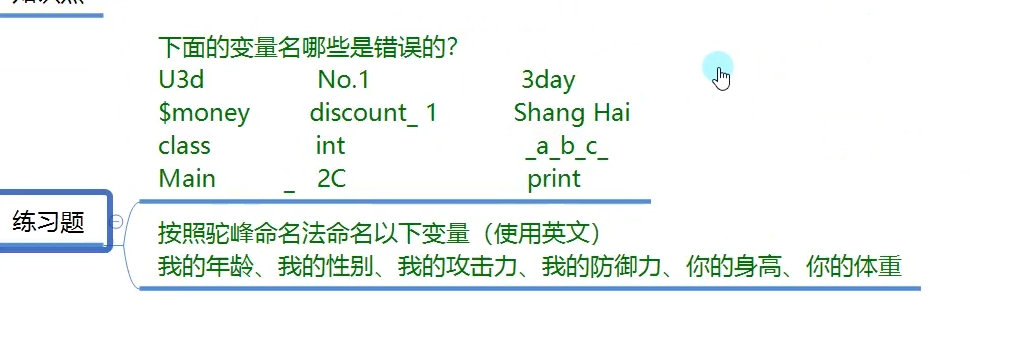 下面的变量名哪些是错误的？
U3d No.1 3day
$money discount_ 1 Shang Hai
class int _a_b_c_
Main _ 2C print
练习题
按照驼峰命名法命名以下变量（使用英文）
我的年龄、我的性别、我的攻击力、我的防御力、你的身高、你的体重